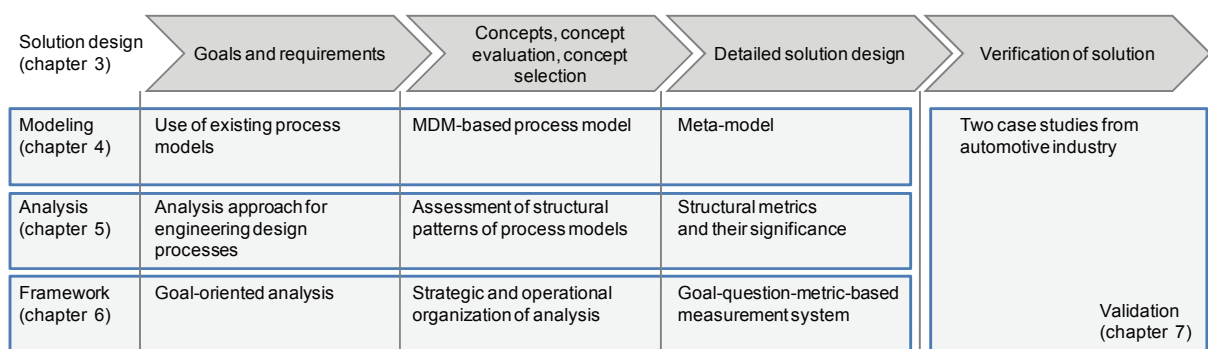 Solution design
(chapter 3)
Goals and requirements
Concepts, concept
evaluation, concept
selection
Detailed solution design
Verification of solution
Modeling
(chapter 4)
Use of existing process
models
MDM-based process model
Meta-model
Two case studies from
automotive industry
Analysis
(chapter 5)
Analysis approach for
engineering design
processes
Assessment of structural
patterns of process models
Structural metrics
and their significance
Framework
(chapter 6)
Goal-oriented analysis
Strategic and operational
organization of analysis
Goal-question-metric-based
measurement system
Validation
(chapter 7)